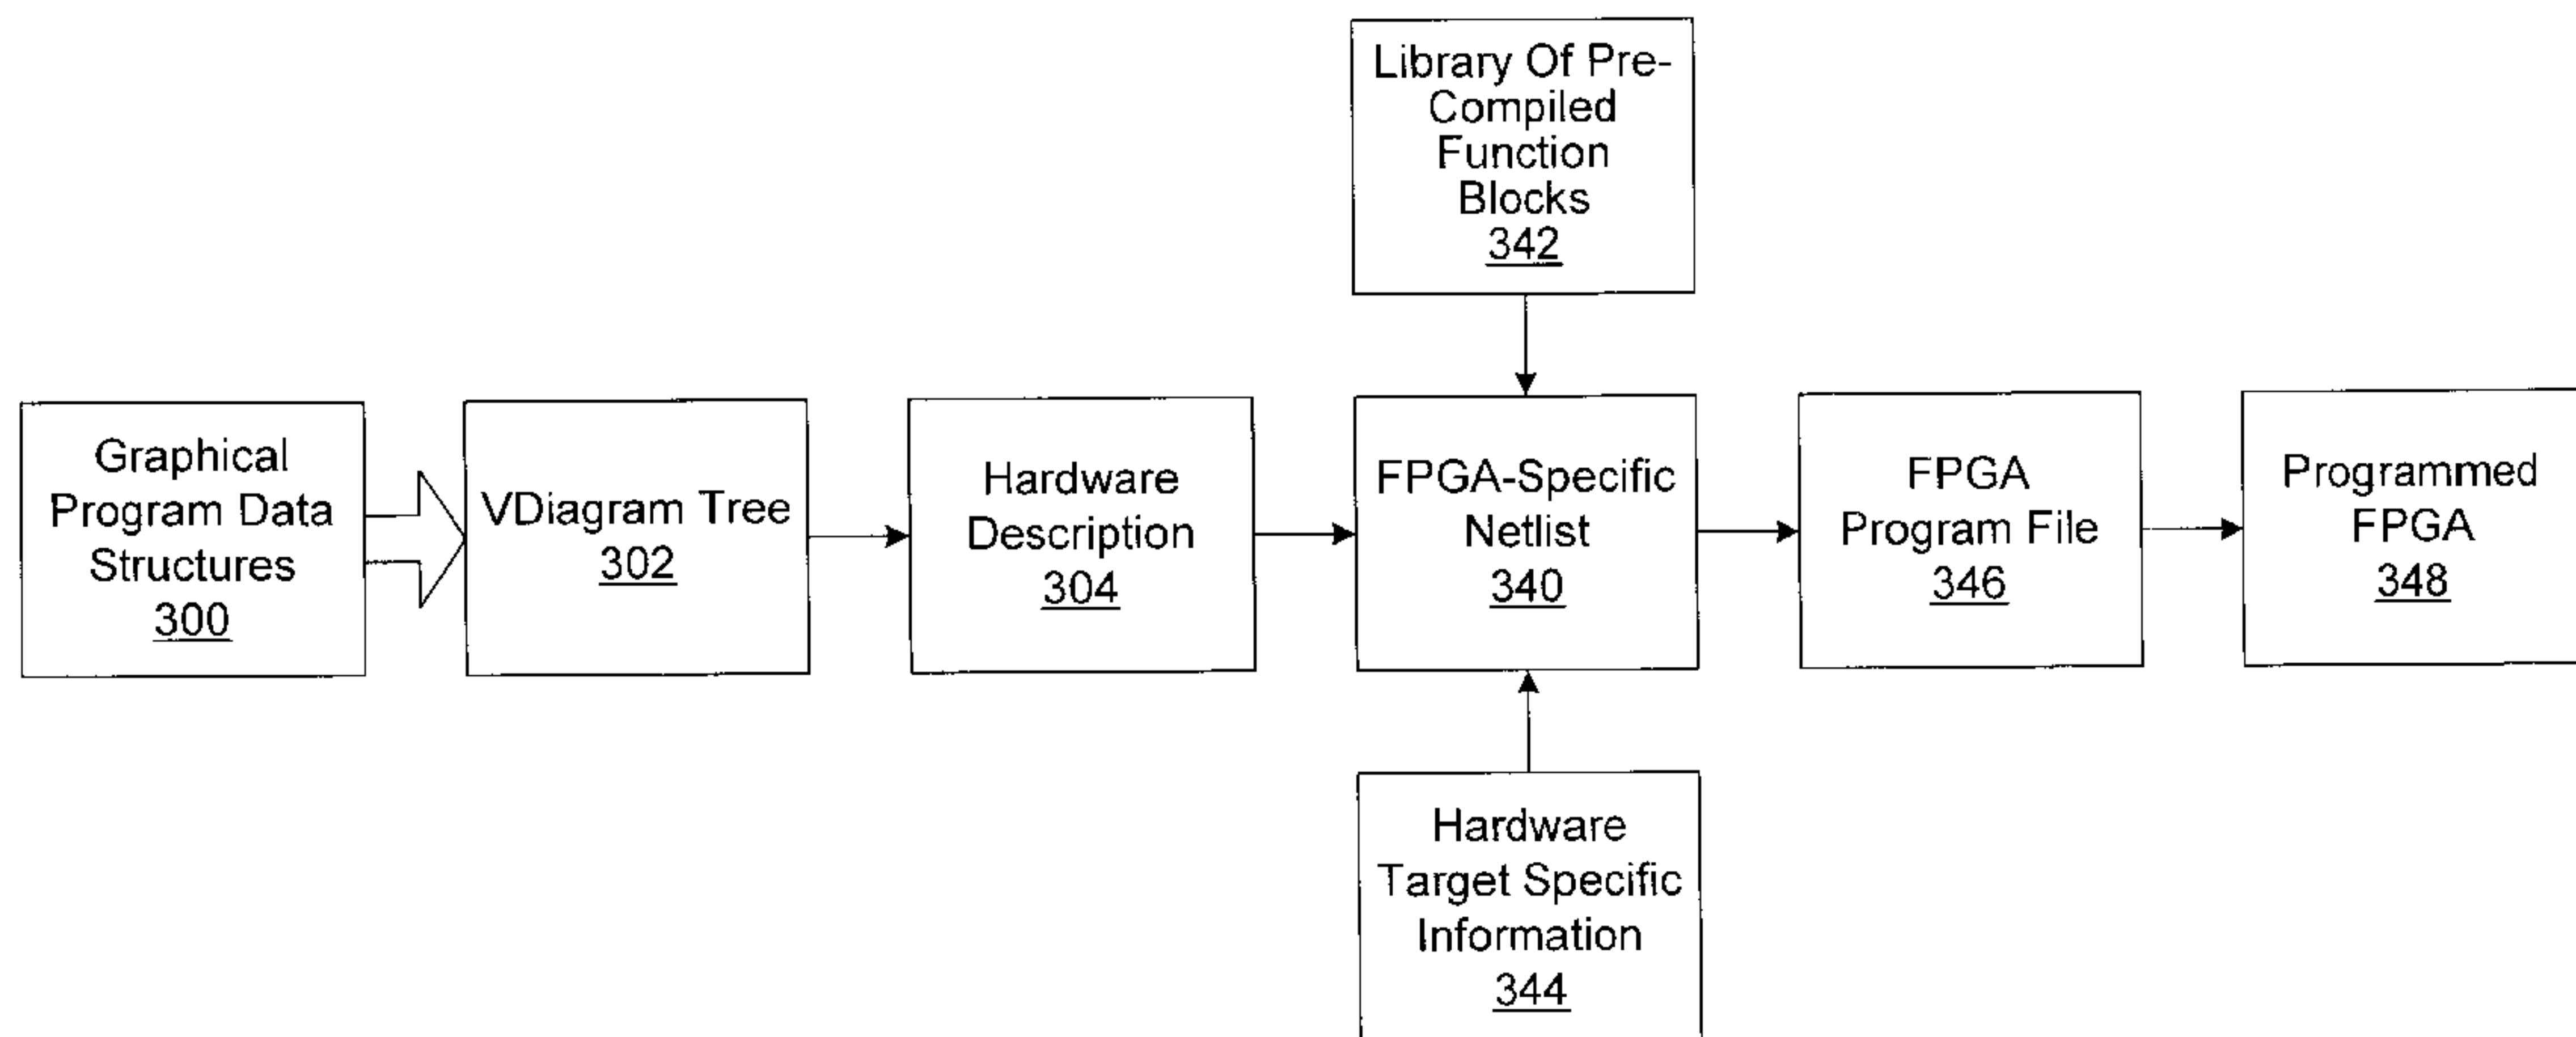 Library Of Pre-
Compiled
Function
Blocks
342
Graphical
Program Data
Structures
300
VDiagram Tree
302
Hardware
Description
304
FPGA-Specific
Netlist
340
FPGA
Program File
346
Programmed
FPGA
348
Hardware
Target Specific
Information
344